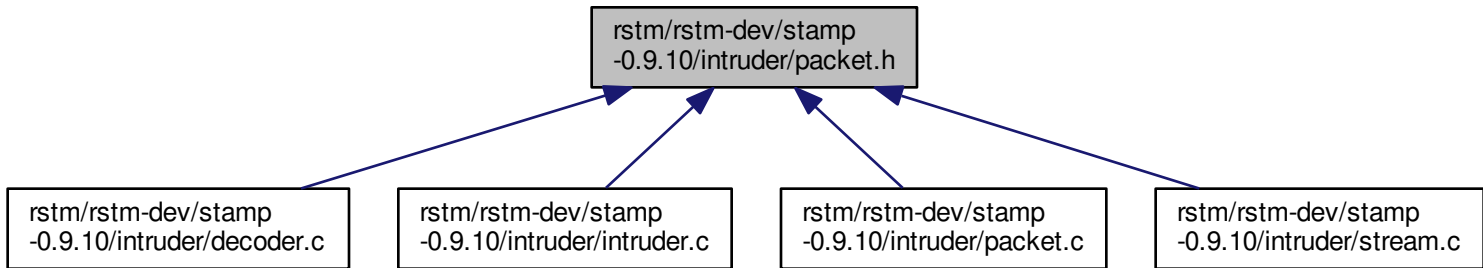 rstm/rstm-dev/stamp
-0.9.10/intruder/packet.h
rstm/rstm-dev/stamp
-0.9.10/intruder/decoder.c
rstm/rstm-dev/stamp
-0.9.10/intruder/intruder.c
rstm/rstm-dev/stamp
-0.9.10/intruder/packet.c
rstm/rstm-dev/stamp
-0.9.10/intruder/stream.c